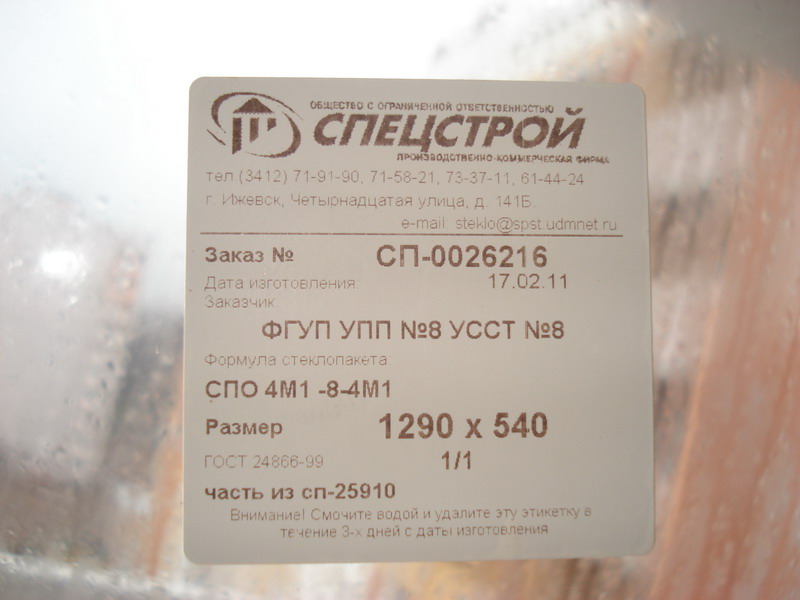 ОБЩЕСТВО С ОГРАНИЧЕННОЙ ОТВЕТСТВЕННОСТЬЮ
СПЕЦСТРОЙ
ПРОИЗВОДСТВЕННО-КОММЕРЧЕСКАЯ ФИРМА
тел.(3412) 71-91-90, 71-58-21, 73-37-11, 61-44-24
г. Ижевск, Четырнадцатая улица, д. 141Б.
e-mail: steklo@spst.udmnet.ru
Заказ № СП-0026216
Дата изготовления: 17.02.11
Заказчик:
ФГУП УПП №8 УССТ №8
Формула стеклопакета:
СПО 4М1 -8-4М1
Размер 1290 х 540
ГОСТ 24866-99 1/1
часть из сп-25910
Внимание! Смочите водой и удалите эту этикетку в
течение 3-х дней с даты изготовления